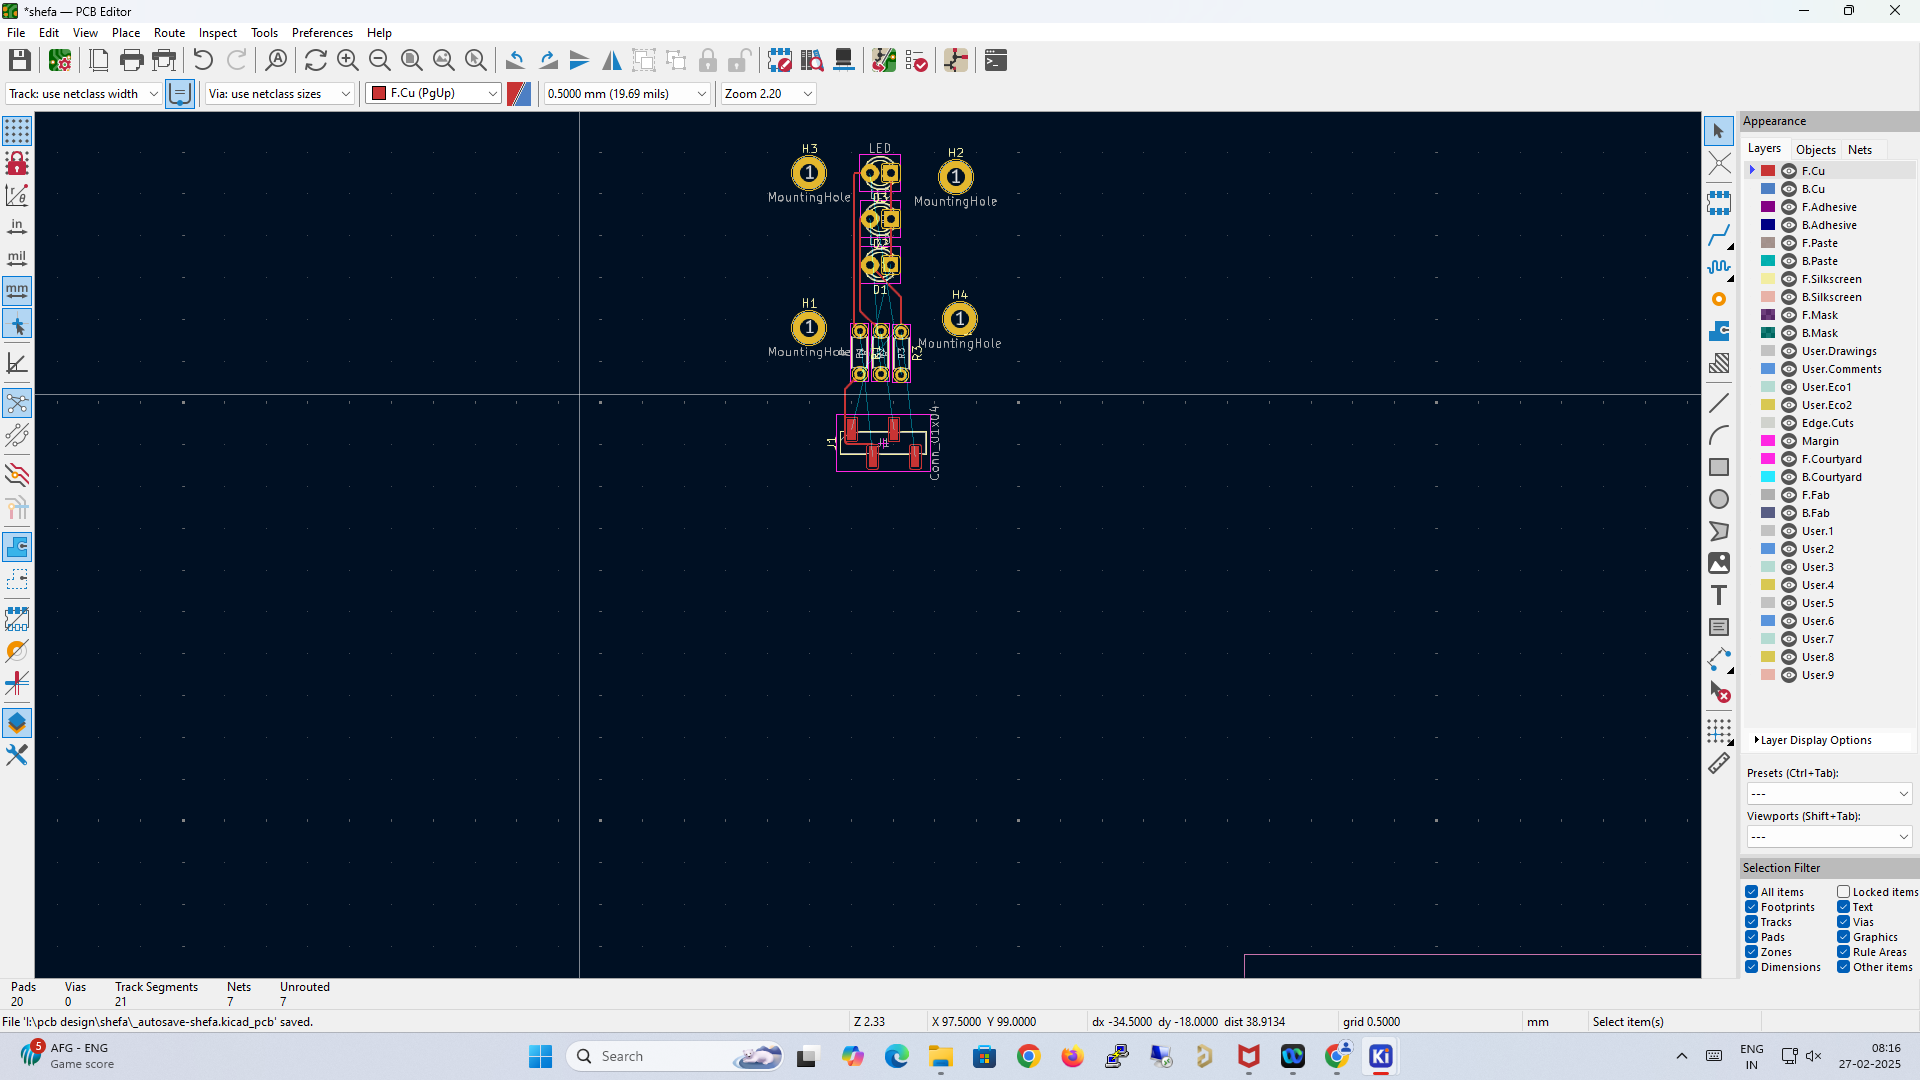 *shefa — PCB Editor
File Edit View Place Route Inspect Tools Preferences Help
Track: use netclass width Via: use netclass sizes F.Cu (PgUp) 0.5000 mm (19.69 mils) Zoom 2.20
in
mil
mm
H3 LED H2
1 1
MountingHole MountingHole
D3
D2
D1
H1 H4
1 1
MountingHole MountingHole
R3
R3
J1
Conn_01x04
Appearance
Layers Objects Nets
F.Cu
B.Cu
F.Adhesive
B.Adhesive
F.Paste
B.Paste
F.Silkscreen
B.Silkscreen
F.Mask
B.Mask
User.Drawings
User.Comments
User.Eco1
User.Eco2
Edge.Cuts
Margin
F.Courtyard
B.Courtyard
F.Fab
B.Fab
User.1
User.2
User.3
User.4
User.5
User.6
User.7
User.8
User.9
Layer Display Options
Presets (Ctrl+Tab):
---
Viewports (Shift+Tab):
---
Selection Filter
All items Locked items
Footprints Text
Tracks Vias
Pads Graphics
Zones Rule Areas
Dimensions Other items
Pads Vias Track Segments Nets Unrouted
20 0 21 7 7
File 'I:\pcb design\shefa\_autosave-shefa.kicad_pcb' saved. Z 2.33 X 97.5000 Y 99.0000 dx -34.5000 dy -18.0000 dist 38.9134 grid 0.5000 mm Select item(s)
5
AFG - ENG
Game score
Search
Ki
ENG
IN
08:16
27-02-2025